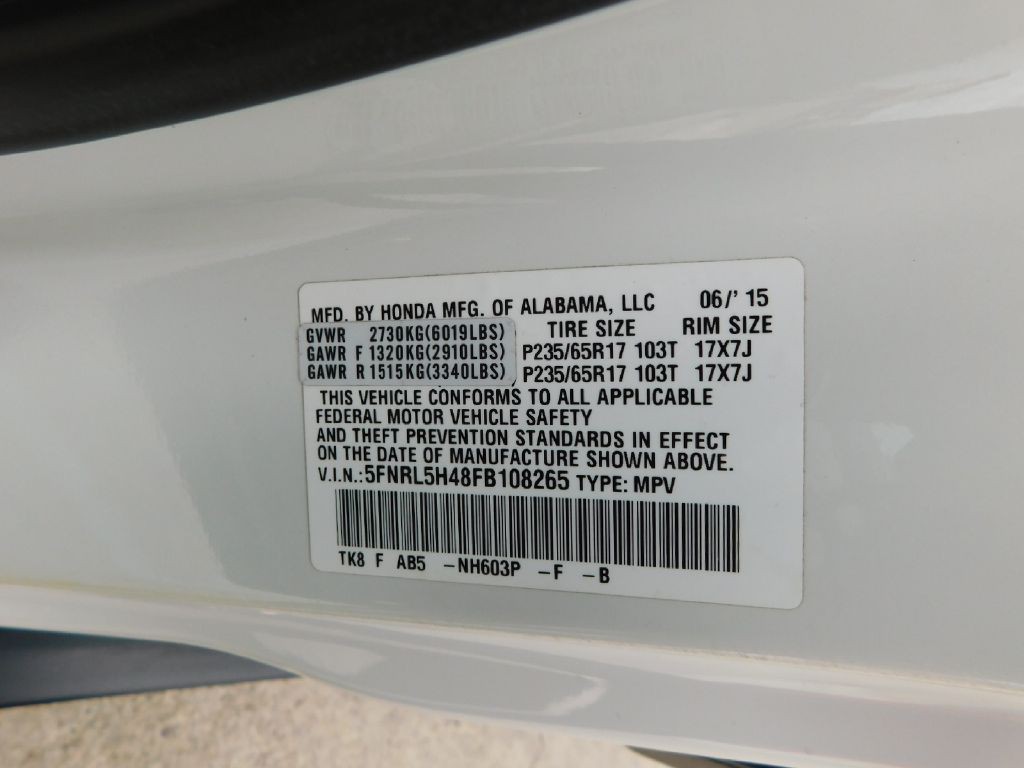 MFD. BY HONDA MFG. OF ALABAMA, LLC 06/'15
GVWR 2730KG(6019LBS) TIRE SIZE RIM SIZE
GAWR F 1320KG(2910LBS) P235/65R17 103T 17X7J
GAWR R 1515KG(3340LBS) P235/65R17 103T 17X7J
THIS VEHICLE CONFORMS TO ALL APPLICABLE
FEDERAL MOTOR VEHICLE SAFETY
AND THEFT PREVENTION STANDARDS IN EFFECT
ON THE DATE OF MANUFACTURE SHOWN ABOVE.
V.I.N.:5FNRL5H48FB108265 TYPE: MPV
TK8 F AB5 -NH603P -F -B